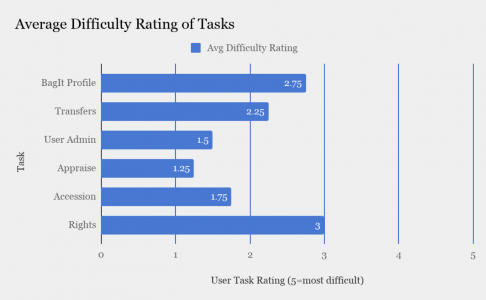 Average Difficulty Rating of Tasks
Avg Difficulty Rating
Task
BagIt Profile 2.75
Transfers 2.25
User Admin 1.5
Appraise 1.25
Accession 1.75
Rights 3
0 1 2 3 4 5
User Task Rating (5=most difficult)